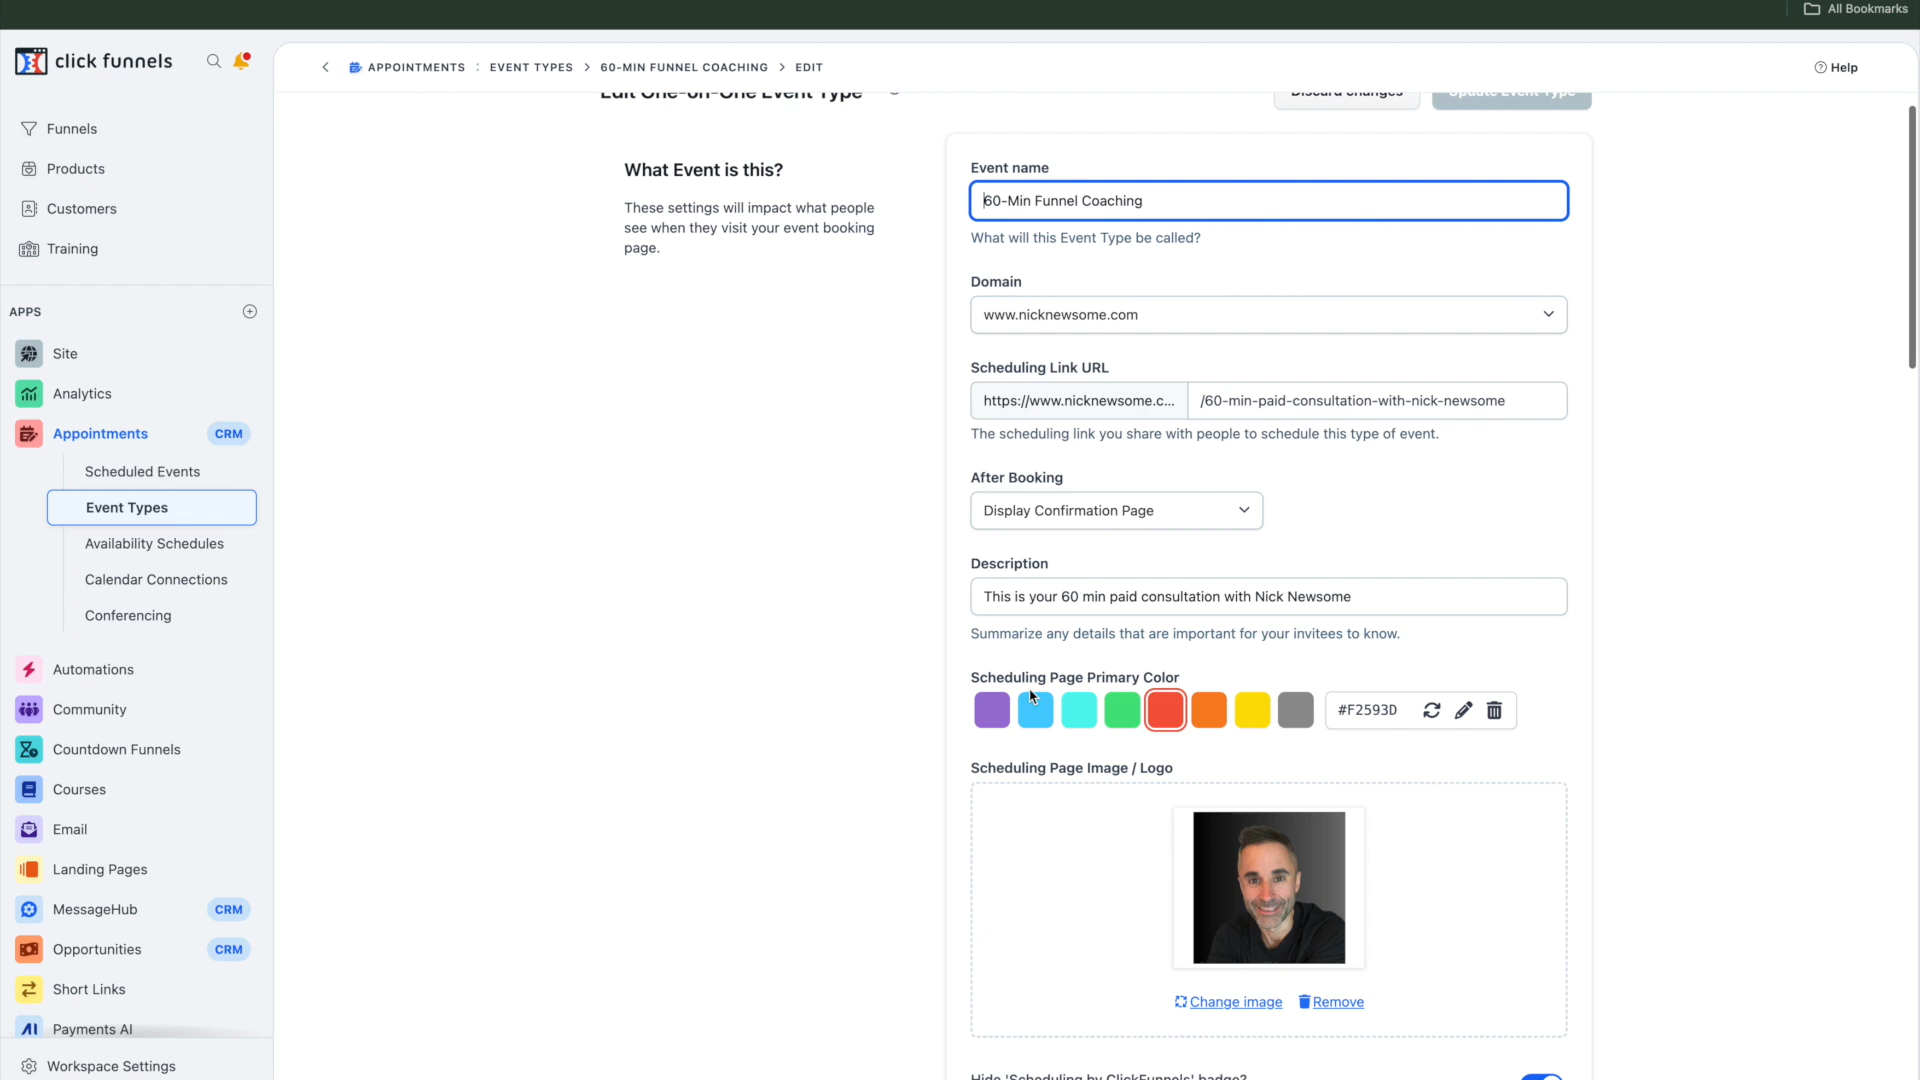 All Bookmarks
click funnels
APPOINTMENTS : EVENT TYPES > 60-MIN FUNNEL COACHING > EDIT
Help
Edit One-on-One Event Type
Discard changes
Update Event Type
Funnels
Products
Customers
Training
APPS
Site
Analytics
Appointments CRM
Scheduled Events
Event Types
Availability Schedules
Calendar Connections
Conferencing
Automations
Community
Countdown Funnels
Courses
Email
Landing Pages
MessageHub CRM
Opportunities CRM
Short Links
Payments AI
Workspace Settings
What Event is this?
These settings will impact what people
see when they visit your event booking
page.
Event name
60-Min Funnel Coaching
What will this Event Type be called?
Domain
www.nicknewsome.com
Scheduling Link URL
https://www.nicknewsome.c... /60-min-paid-consultation-with-nick-newsome
The scheduling link you share with people to schedule this type of event.
After Booking
Display Confirmation Page
Description
This is your 60 min paid consultation with Nick Newsome
Summarize any details that are important for your invitees to know.
Scheduling Page Primary Color
#F2593D
Scheduling Page Image / Logo
Change image Remove
Hide 'Scheduling by ClickFunnels' badge?